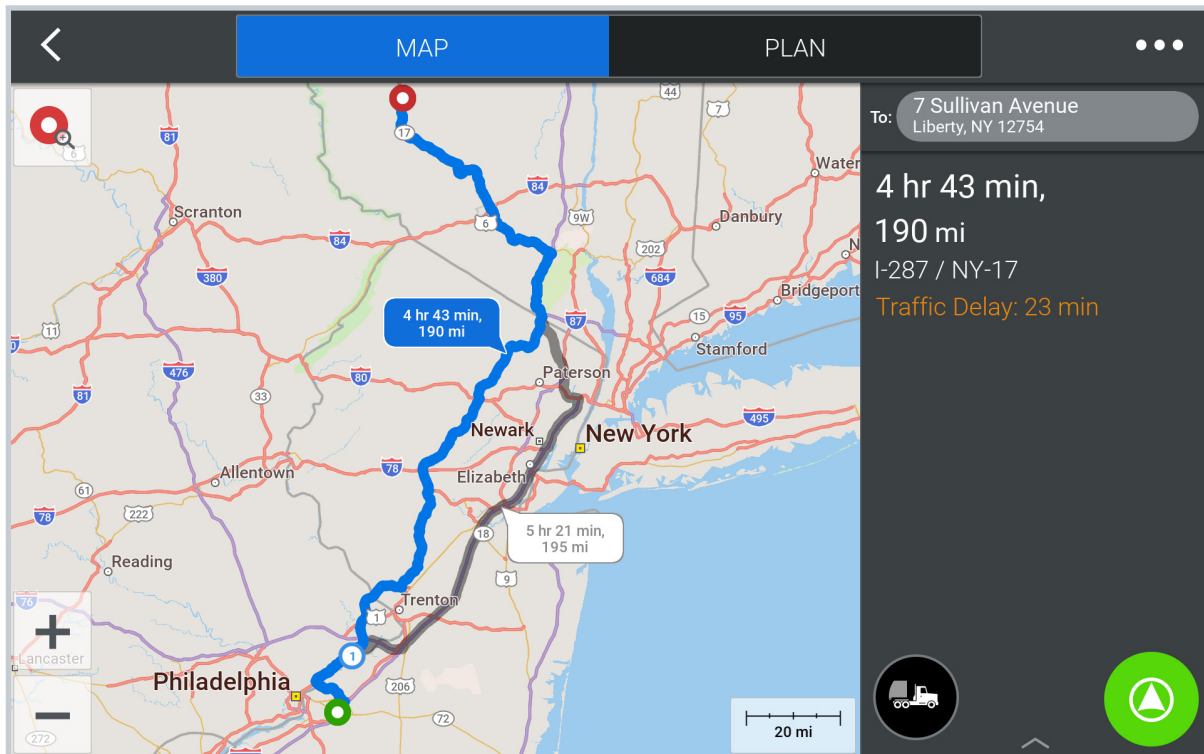 MAP
PLAN
To:
7 Sullivan Avenue
Liberty, NY 12754
4 hr 43 min,
190 mi
I-287 / NY-17
Traffic Delay: 23 min
44
7
17
81
6
84
Water
Scranton
6
9W
Danbury
84
202
380
684
N
Bridgeport
4 hr 43 min,
190 mi
87
15
95
11
Stamford
476
80
Paterson
81
33
495
Newark
New York
78
Allentown
Elizabeth
61
78
222
18
5 hr 21 min,
195 mi
Reading
9
76
Trenton
1
Lancaster
1
Philadelphia
206
72
272
20 mi